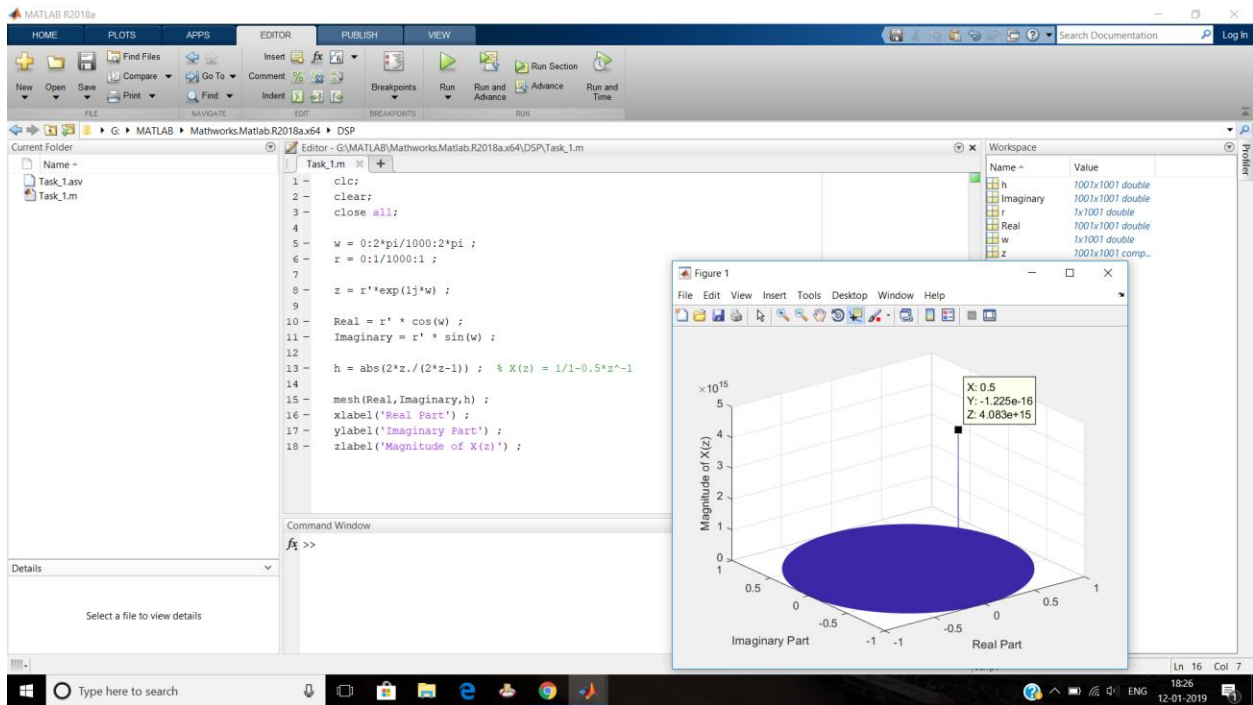 MATLAB R2018a
HOME PLOTS APPS EDITOR PUBLISH VIEW
Search Documentation
Log In
New Open Save
Find Files
Compare
Print
FILE
Go To
Find
NAVIGATE
Insert fx
Comment %
Indent
EDIT
Breakpoints
BREAKPOINTS
Run
Run and Advance
Run Section
Advance
Run and Time
RUN
G: MATLAB Mathworks.Matlab.R2018a.x64 DSP
Current Folder
Name
Task_1.asv
Task_1.m
Details
Select a file to view details
Editor - G:\MATLAB\Mathworks.Matlab.R2018a.x64\DSP\Task_1.m
Task_1.m +
1 - clc;
2 - clear;
3 - close all;
4
5 - w = 0:2*pi/1000:2*pi ;
6 - r = 0:1/1000:1 ;
7
8 - z = r'*exp(1j*w) ;
9
10 - Real = r' * cos(w) ;
11 - Imaginary = r' * sin(w) ;
12
13 - h = abs(2*z./(2*z-1)) ; % X(z) = 1/1-0.5*z^-1
14
15 - mesh(Real,Imaginary,h) ;
16 - xlabel('Real Part') ;
17 - ylabel('Imaginary Part') ;
18 - zlabel('Magnitude of X(z)') ;
Command Window
fx >>
Workspace
Name Value
h 1001x1001 double
Imaginary 1001x1001 double
r 1x1001 double
Real 1001x1001 double
w 1x1001 double
z 1001x1001 comp...
Profiler
Figure 1
File Edit View Insert Tools Desktop Window Help
×10^15
5
4
3
2
1
0
Magnitude of X(z)
X: 0.5
Y: -1.225e-16
Z: 4.083e+15
1
0.5
0
-0.5
-1
Imaginary Part
-1
-0.5
0
0.5
1
Real Part
Ln 16 Col 7
Type here to search
ENG
18:26
12-01-2019